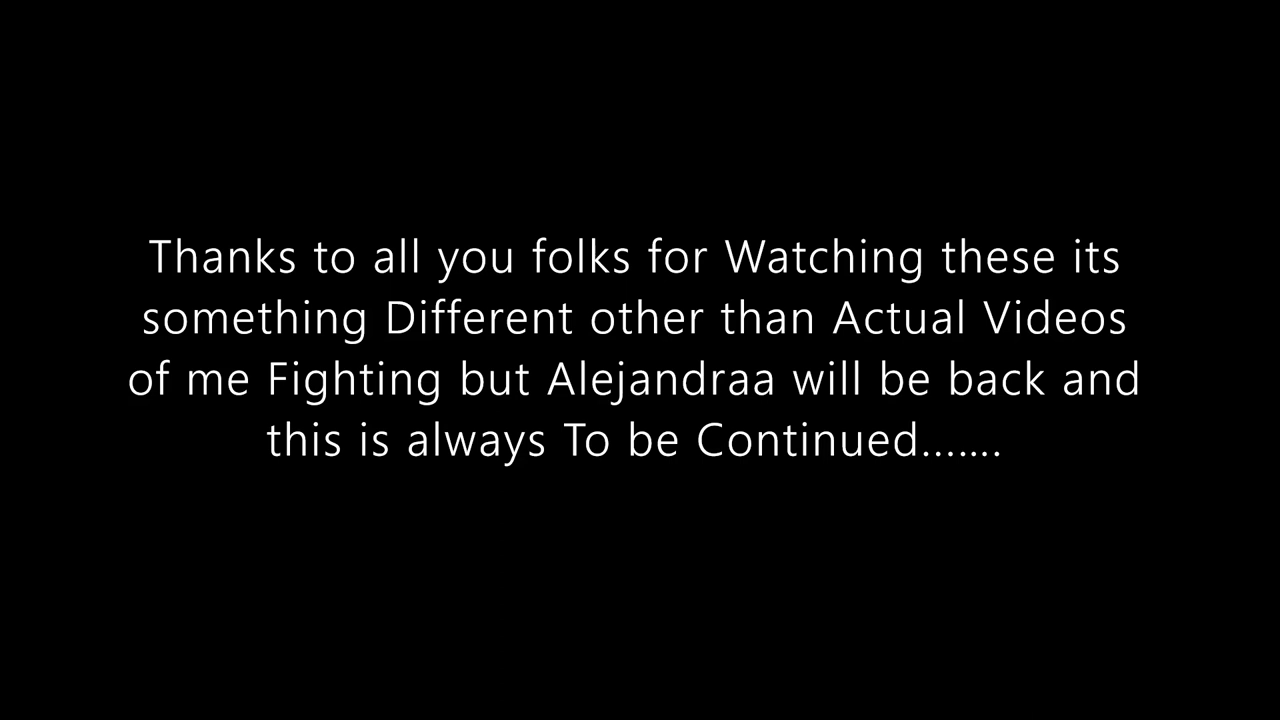 Thanks to all you folks for Watching these its
something Different other than Actual Videos
of me Fighting but Alejandraa will be back and
this is always To be Continued.......